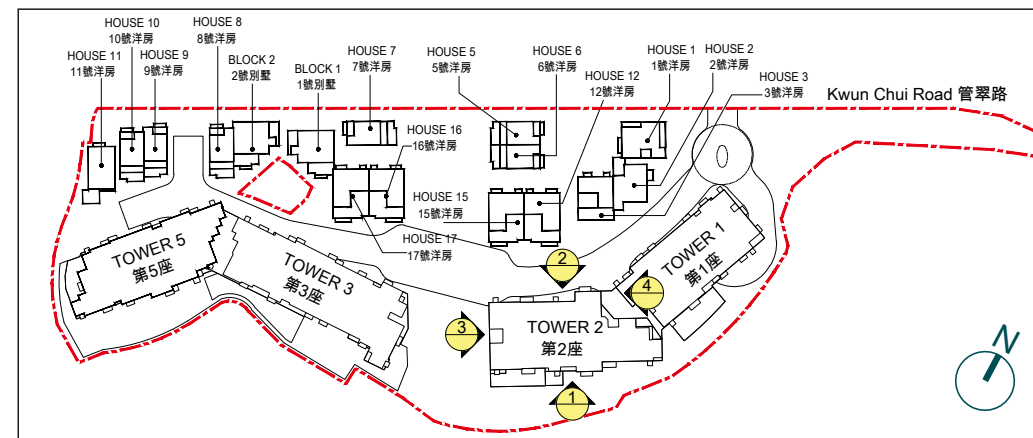 HOUSE 10
10號洋房
HOUSE 8
8號洋房
HOUSE 11
11號洋房
HOUSE 9
9號洋房
BLOCK 2
2號別墅
BLOCK 1
1號別墅
HOUSE 7
7號洋房
HOUSE 5
5號洋房
HOUSE 6
6號洋房
HOUSE 1
1號洋房
HOUSE 2
2號洋房
HOUSE 12
12號洋房
HOUSE 3
3號洋房
Kwun Chui Road 管翠路
HOUSE 16
16號洋房
HOUSE 15
15號洋房
HOUSE 17
17號洋房
TOWER 5
第5座
TOWER 3
第3座
TOWER 1
第1座
2
4
3
TOWER 2
第2座
1
N